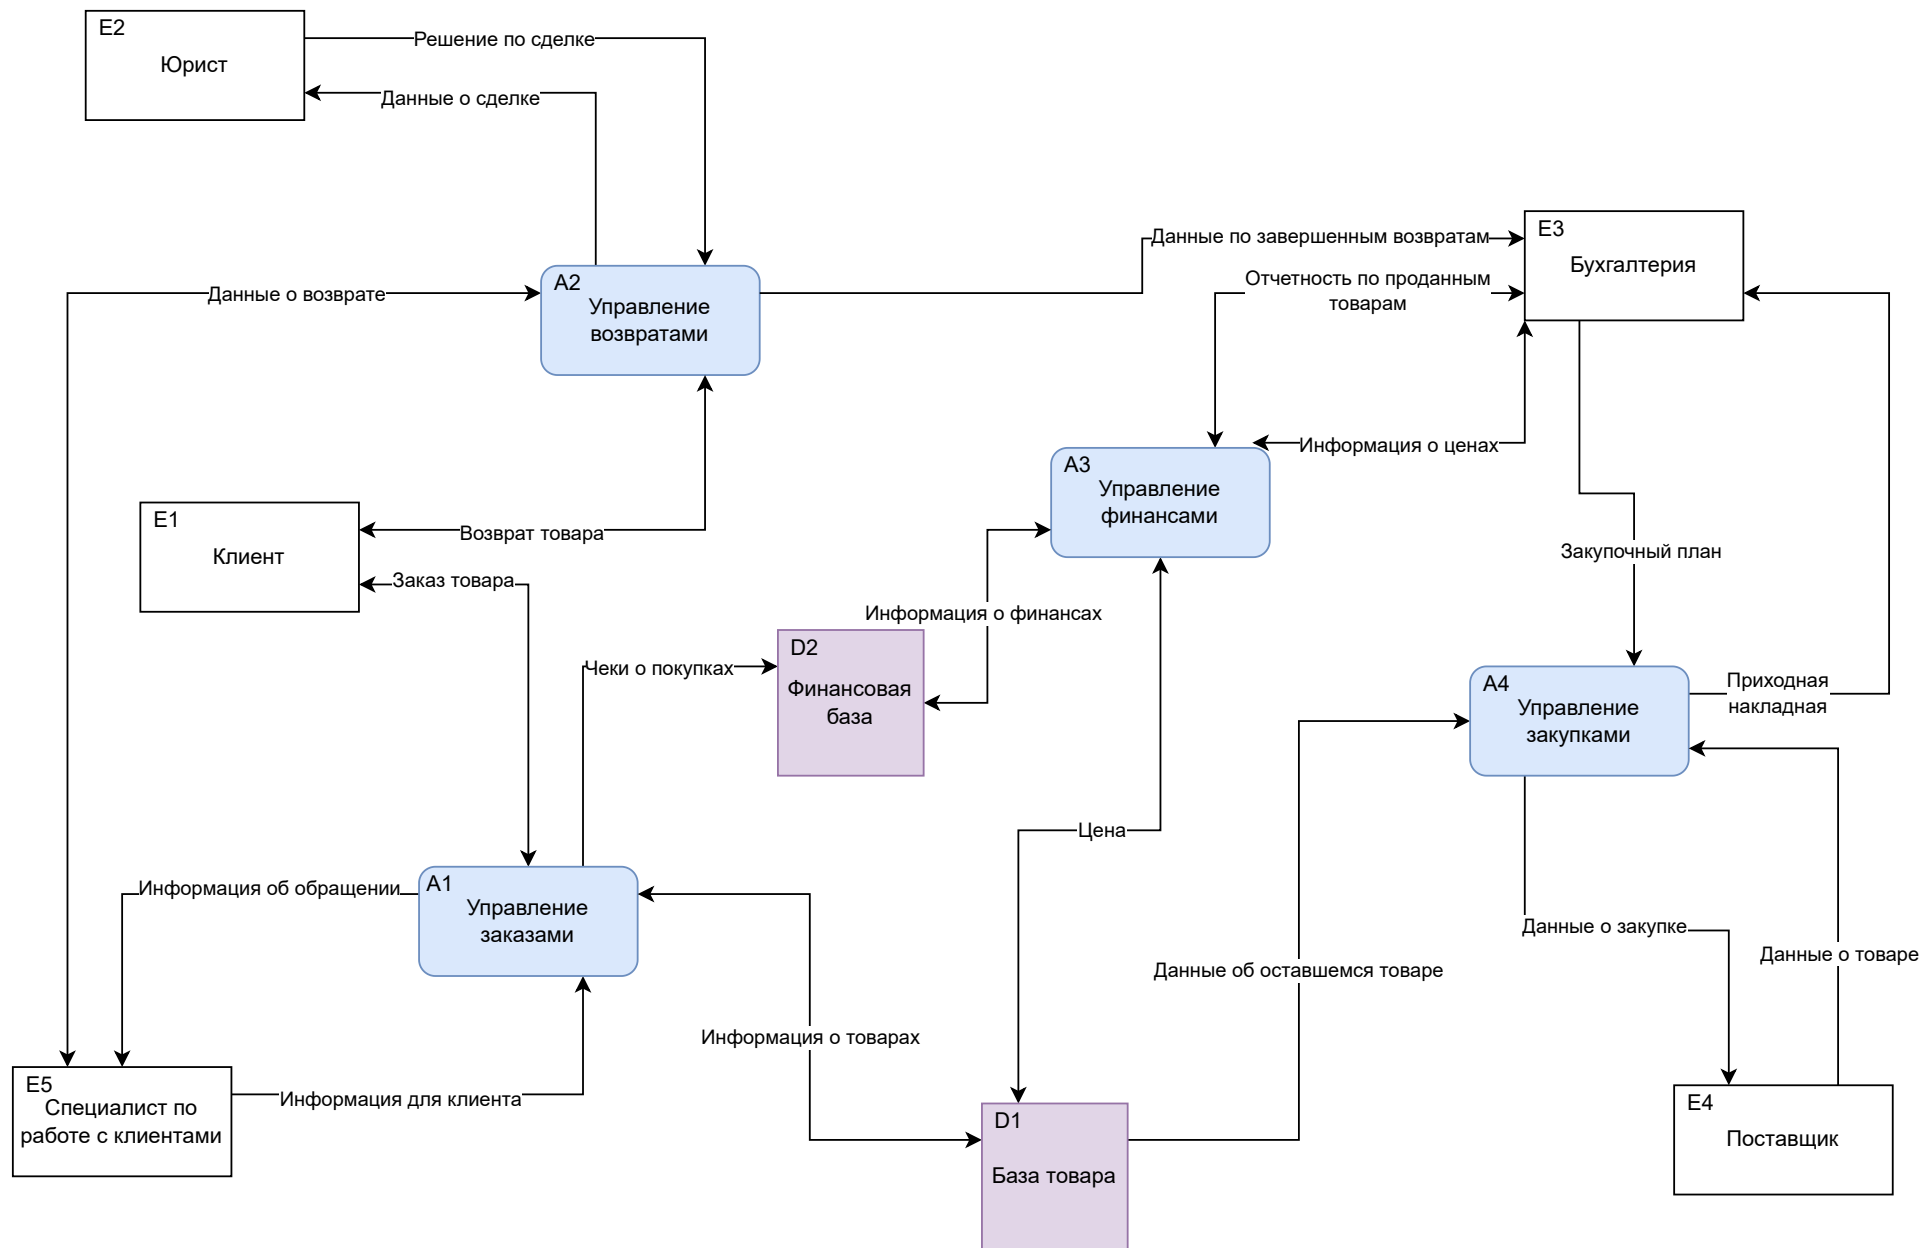 E2
Юрист
Решение по сделке
Данные о сделке
E3
Бухгалтерия
Данные по завершенным возвратам
Отчетность по проданным
товарам
A2
Управление
возвратами
Данные о возврате
Информация о ценах
A3
Управление
финансами
E1
Клиент
Возврат товара
Заказ товара
Закупочный план
Информация о финансах
D2
Финансовая
база
Чеки о покупках
A4
Управление
закупками
Приходная
накладная
Цена
Информация об обращении
A1
Управление
заказами
Данные о закупке
Данные о товаре
Данные об оставшемся товаре
Информация о товарах
E5
Специалист по
работе с клиентами
Информация для клиента
D1
База товара
E4
Поставщик